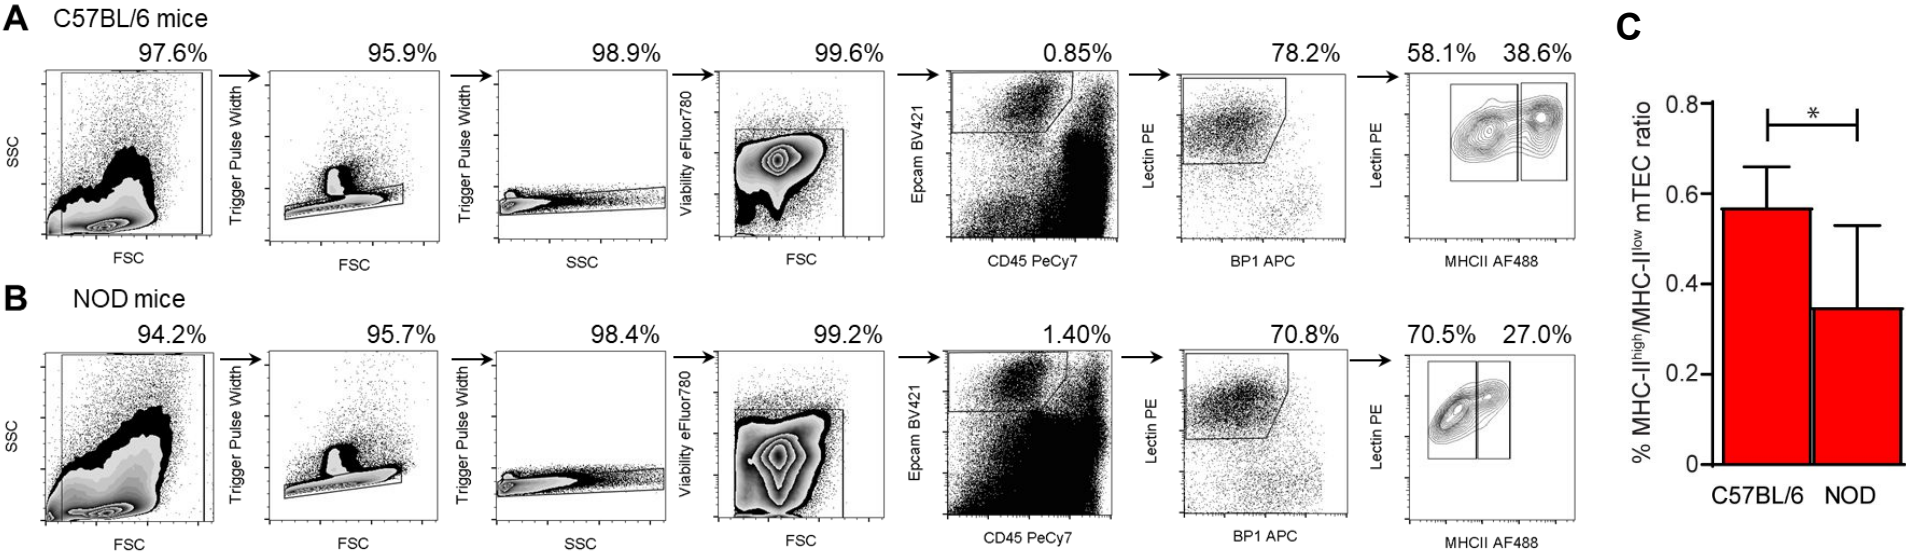 A
C57BL/6 mice
97.6%
95.9%
98.9%
99.6%
0.85%
78.2%
58.1% 38.6%
SSC
Trigger Pulse Width
Trigger Pulse Width
Viability eFluor780
Epcam BV421
Lectin PE
Lectin PE
FSC
FSC
SSC
FSC
CD45 PeCy7
BP1 APC
MHCII AF488
B
NOD mice
94.2%
95.7%
98.4%
99.2%
1.40%
70.8%
70.5% 27.0%
SSC
Trigger Pulse Width
Trigger Pulse Width
Viability eFluor780
Epcam BV421
Lectin PE
Lectin PE
FSC
FSC
SSC
FSC
CD45 PeCy7
BP1 APC
MHCII AF488
C
% MHC-IIhigh/MHC-IIlow mTEC ratio
0.8
0.6
0.4
0.2
0
*
C57BL/6 NOD